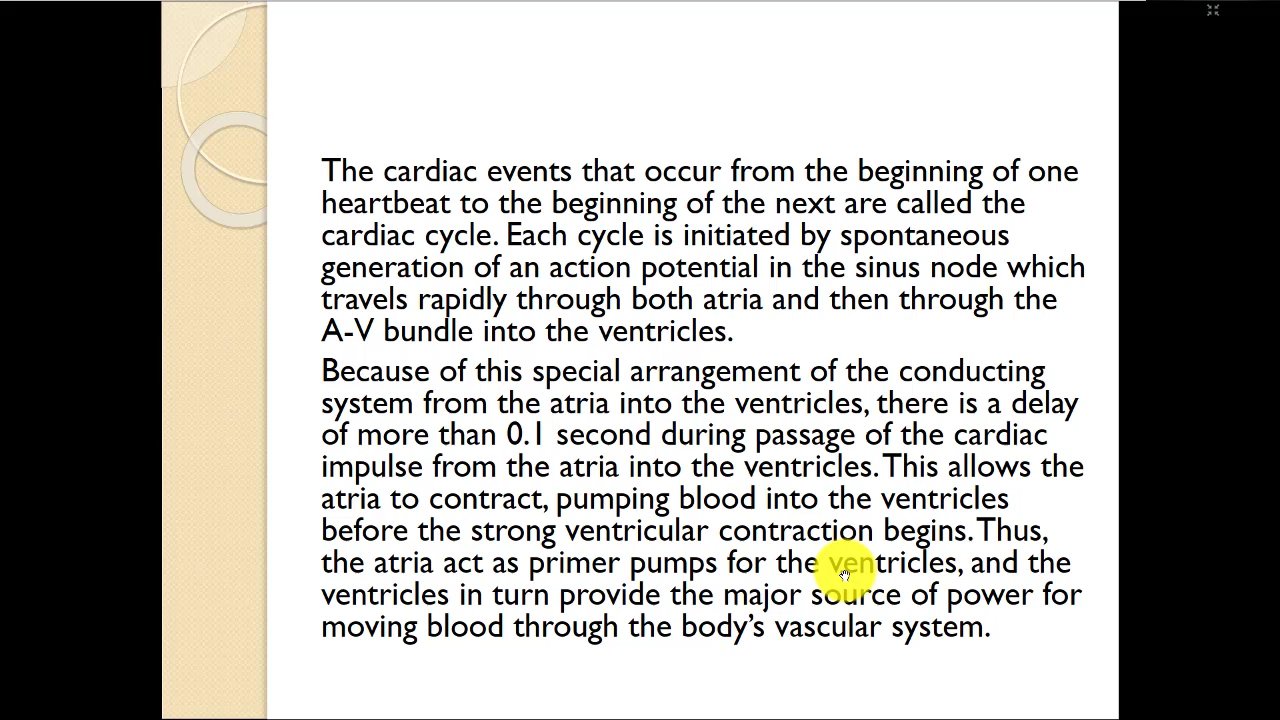 The cardiac events that occur from the beginning of one
heartbeat to the beginning of the next are called the
cardiac cycle. Each cycle is initiated by spontaneous
generation of an action potential in the sinus node which
travels rapidly through both atria and then through the
A-V bundle into the ventricles.
Because of this special arrangement of the conducting
system from the atria into the ventricles, there is a delay
of more than 0.1 second during passage of the cardiac
impulse from the atria into the ventricles. This allows the
atria to contract, pumping blood into the ventricles
before the strong ventricular contraction begins. Thus,
the atria act as primer pumps for the ventricles, and the
ventricles in turn provide the major source of power for
moving blood through the body’s vascular system.